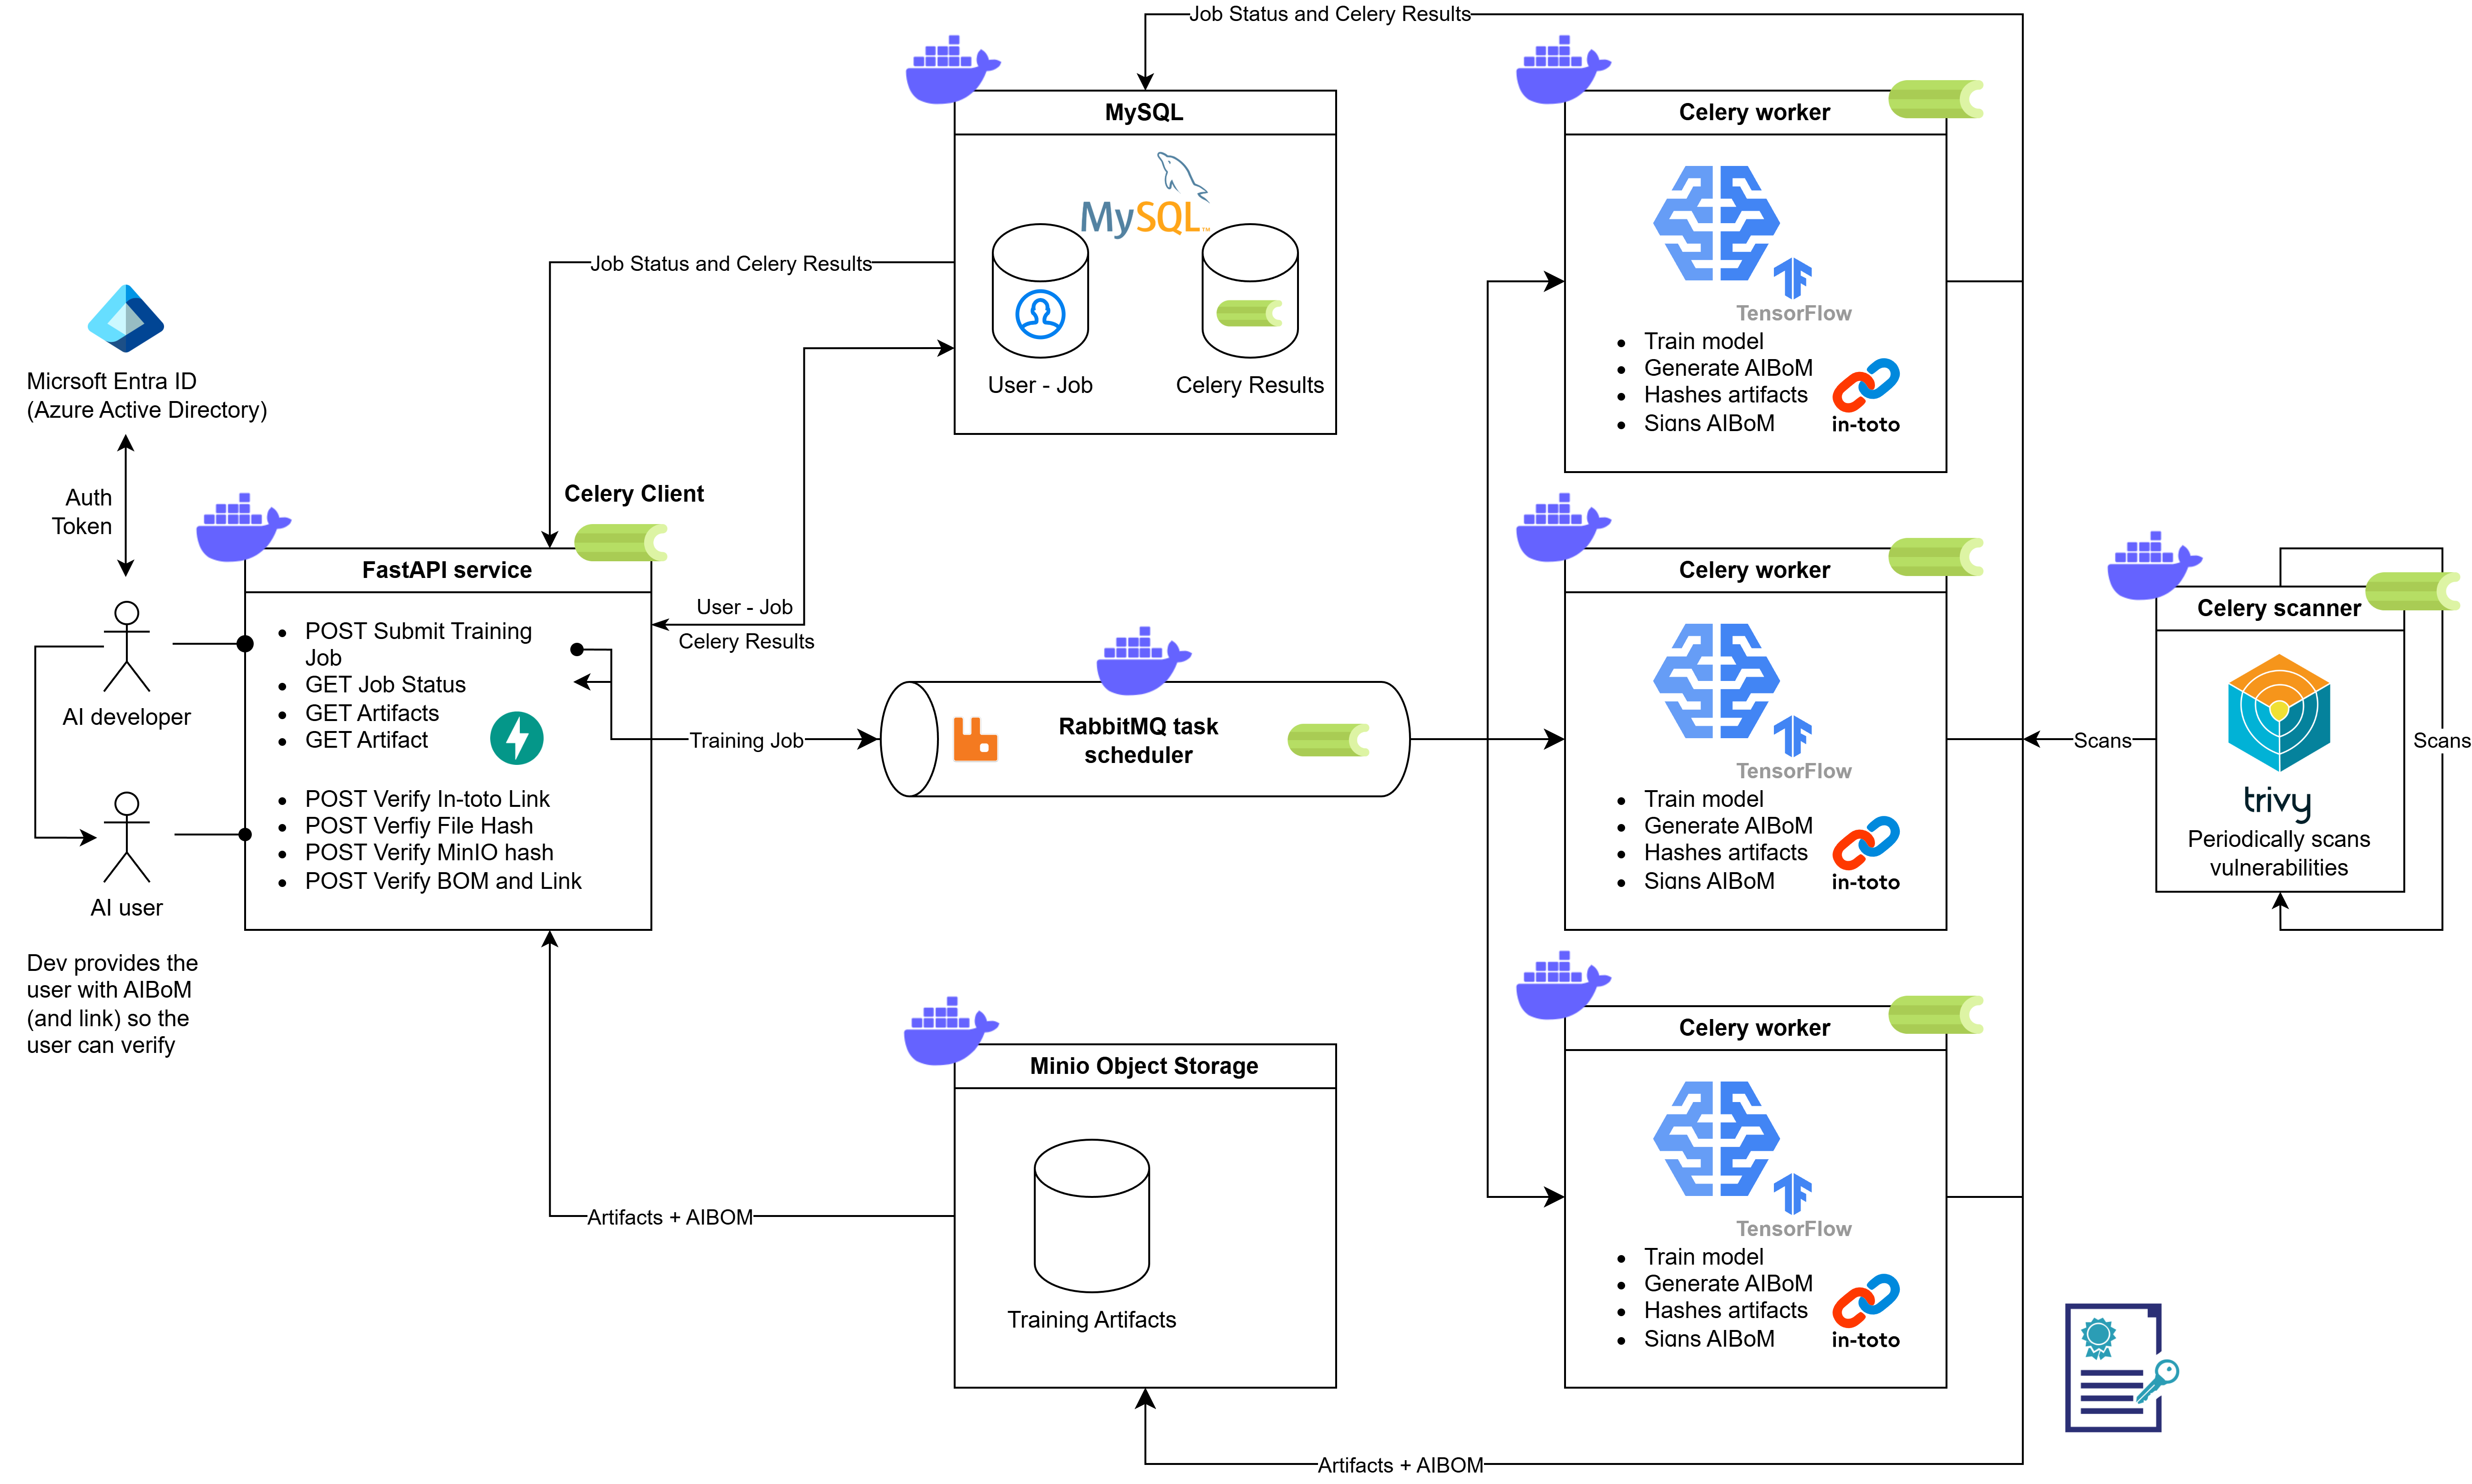 Job Status and Celery Results
MySQL
MySQL™
User - Job
Celery Results
Job Status and Celery Results
Micrsoft Entra ID
(Azure Active Directory)
Auth
Token
AI developer
AI user
Dev provides the
user with AIBoM
(and link) so the
user can verify
Celery Client
FastAPI service
POST Submit Training
Job
GET Job Status
GET Artifacts
GET Artifact
POST Verify In-toto Link
POST Verfiy File Hash
POST Verify MinIO hash
POST Verify BOM and Link
User - Job
Celery Results
Training Job
RabbitMQ task
scheduler
Minio Object Storage
Training Artifacts
Artifacts + AIBOM
Celery worker
TensorFlow
Train model
Generate AIBoM
Hashes artifacts
Signs AIBoM
in-toto
Celery worker
TensorFlow
Train model
Generate AIBoM
Hashes artifacts
Signs AIBoM
in-toto
Celery worker
TensorFlow
Train model
Generate AIBoM
Hashes artifacts
Signs AIBoM
in-toto
Scans
Celery scanner
trivy
Periodically scans
vulnerabilities
Scans
Artifacts + AIBOM